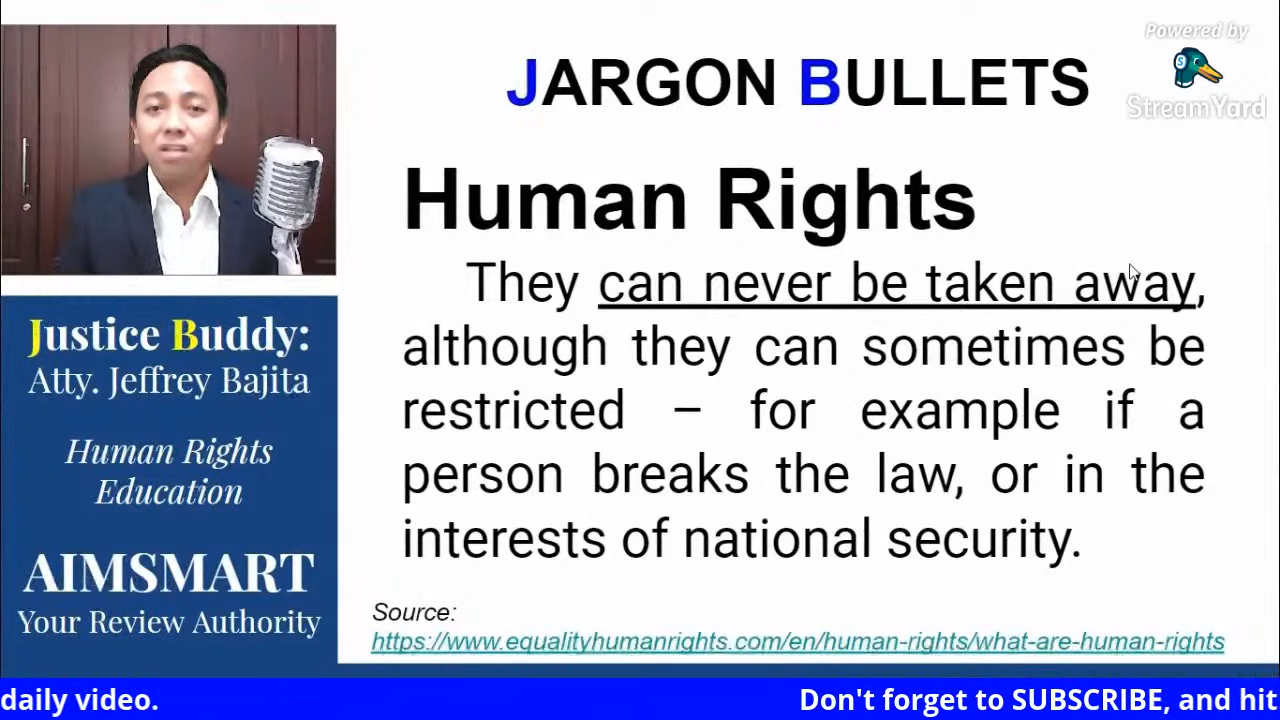 Powered by
StreamYard
JARGON BULLETS
Human Rights
They can never be taken away,
although they can sometimes be
restricted – for example if a
person breaks the law, or in the
interests of national security.
Source:
https://www.equalityhumanrights.com/en/human-rights/what-are-human-rights
Justice Buddy:
Atty. Jeffrey Bajita
Human Rights
Education
AIMSMART
Your Review Authority
daily video.
Don't forget to SUBSCRIBE, and hit